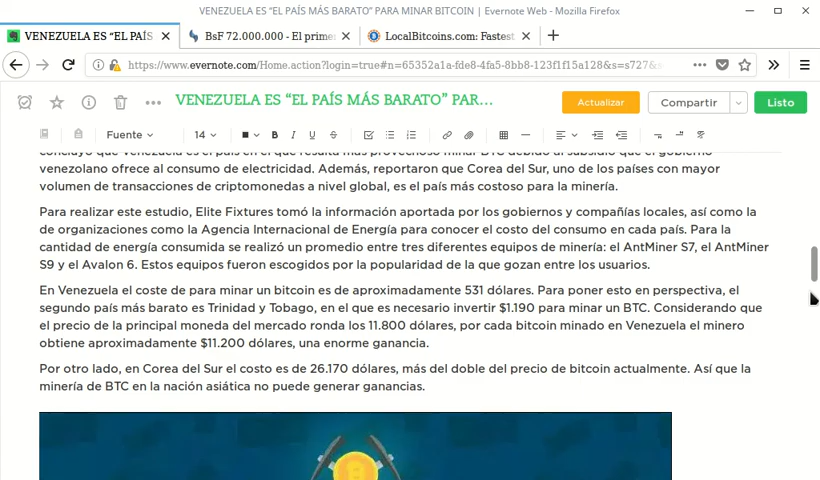 VENEZUELA ES “EL PAÍS MÁS BARATO” PARA MINAR BITCOIN | Evernote Web - Mozilla Firefox
VENEZUELA ES “EL PAÍS
BsF 72.000.000 - El prime
LocalBitcoins.com: Fastest
https://www.evernote.com/Home.action?login=true#n=65352a1a-fde8-4fa5-8bb8-123f1f15a128&s=s727&
VENEZUELA ES “EL PAÍS MÁS BARATO” PAR...
Actualizar
Compartir
Listo
Fuente
14
B I U S
concluyó que Venezuela es el país en el que resulta más provechoso minar BTC debido al subsidio que el gobierno
venezolano ofrece al consumo de electricidad. Además, reportaron que Corea del Sur, uno de los países con mayor
volumen de transacciones de criptomonedas a nivel global, es el país más costoso para la minería.
Para realizar este estudio, Elite Fixtures tomó la información aportada por los gobiernos y compañías locales, así como la
de organizaciones como la Agencia Internacional de Energía para conocer el costo del consumo en cada país. Para la
cantidad de energía consumida se realizó un promedio entre tres diferentes equipos de minería: el AntMiner S7, el AntMiner
S9 y el Avalon 6. Estos equipos fueron escogidos por la popularidad de la que gozan entre los usuarios.
En Venezuela el coste de para minar un bitcoin es de aproximadamente 531 dólares. Para poner esto en perspectiva, el
segundo país más barato es Trinidad y Tobago, en el que es necesario invertir $1.190 para minar un BTC. Considerando que
el precio de la principal moneda del mercado ronda los 11.800 dólares, por cada bitcoin minado en Venezuela el minero
obtiene aproximadamente $11.200 dólares, una enorme ganancia.
Por otro lado, en Corea del Sur el costo es de 26.170 dólares, más del doble del precio de bitcoin actualmente. Así que la
minería de BTC en la nación asiática no puede generar ganancias.